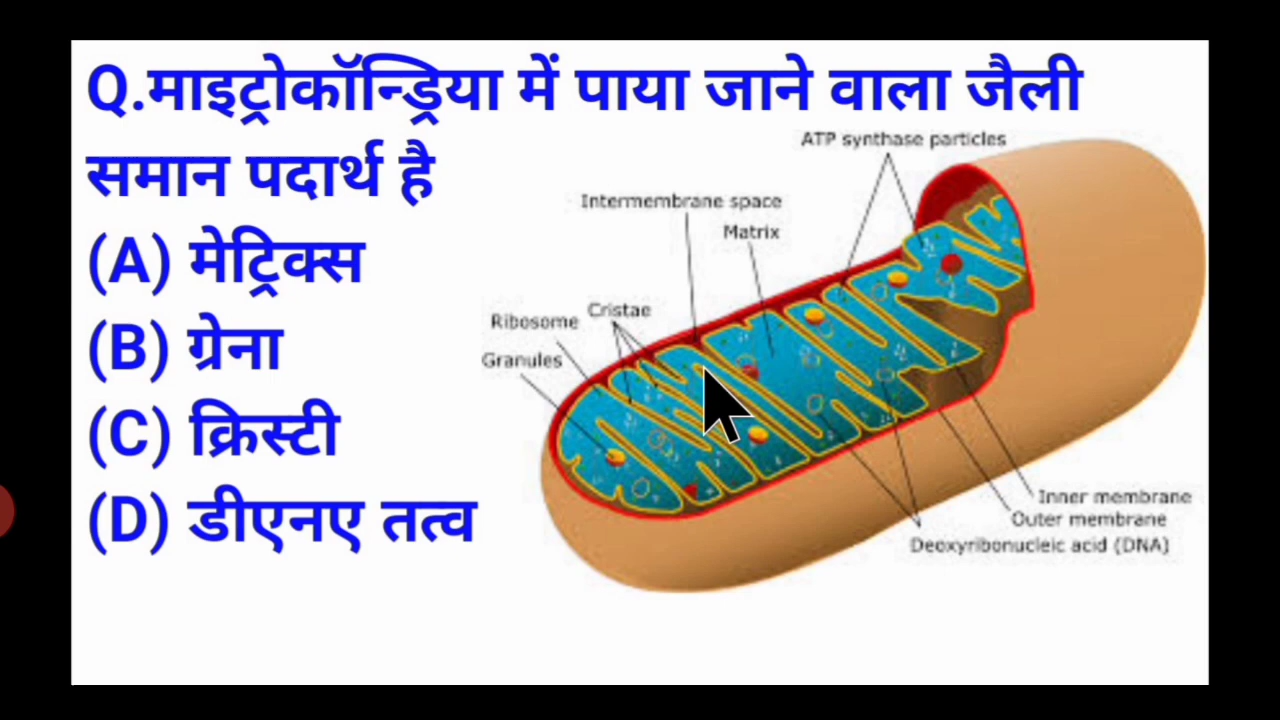 Q.माइट्रोकॉन्ड्रिया में पाया जाने वाला जैली
समान पदार्थ है
(A) मेट्रिक्स
(B) ग्रेना
(C) क्रिस्टी
(D) डीएनए तत्व
ATP synthase particles
Intermembrane space
Matrix
Cristae
Ribosome
Granules
Inner membrane
Outer membrane
Deoxyribonucleic acid (DNA)